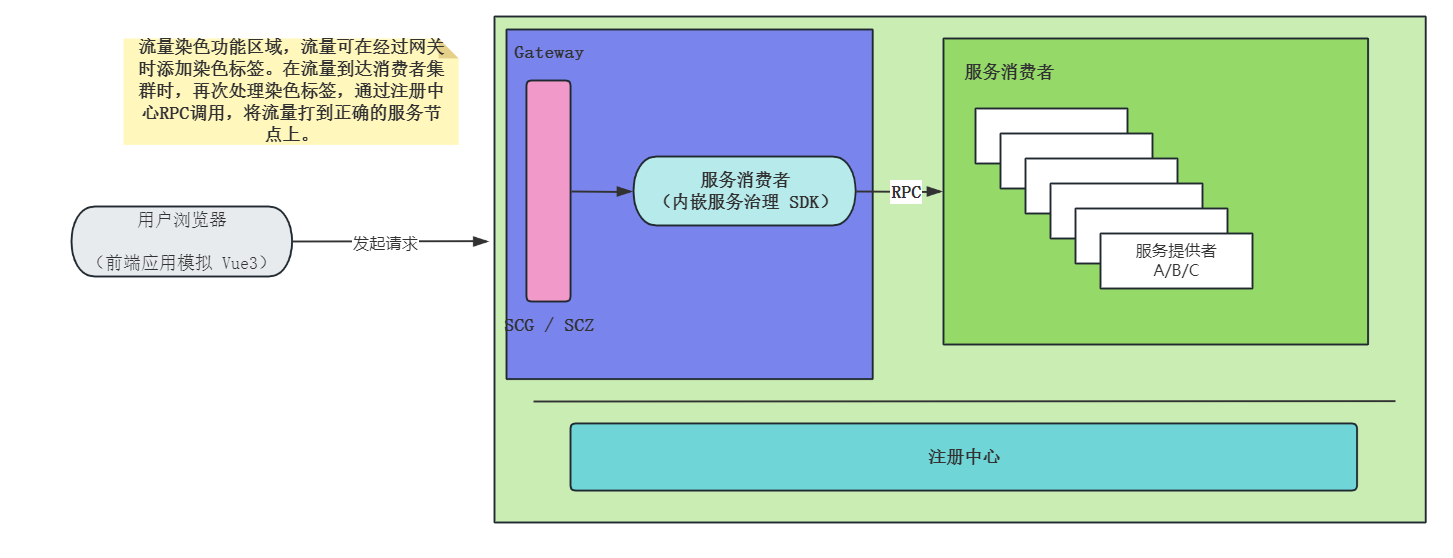 流量染色功能区域，流量可在经过网关
时添加染色标签。在流量到达消费者集
群时，再次处理染色标签，通过注册中
心RPC调用，将流量打到正确的服务节
点上。
用户浏览器
（前端应用模拟 Vue3）
发起请求
Gateway
SCG / SCZ
服务消费者
（内嵌服务治理 SDK）
RPC
服务消费者
服务提供者
A/B/C
注册中心